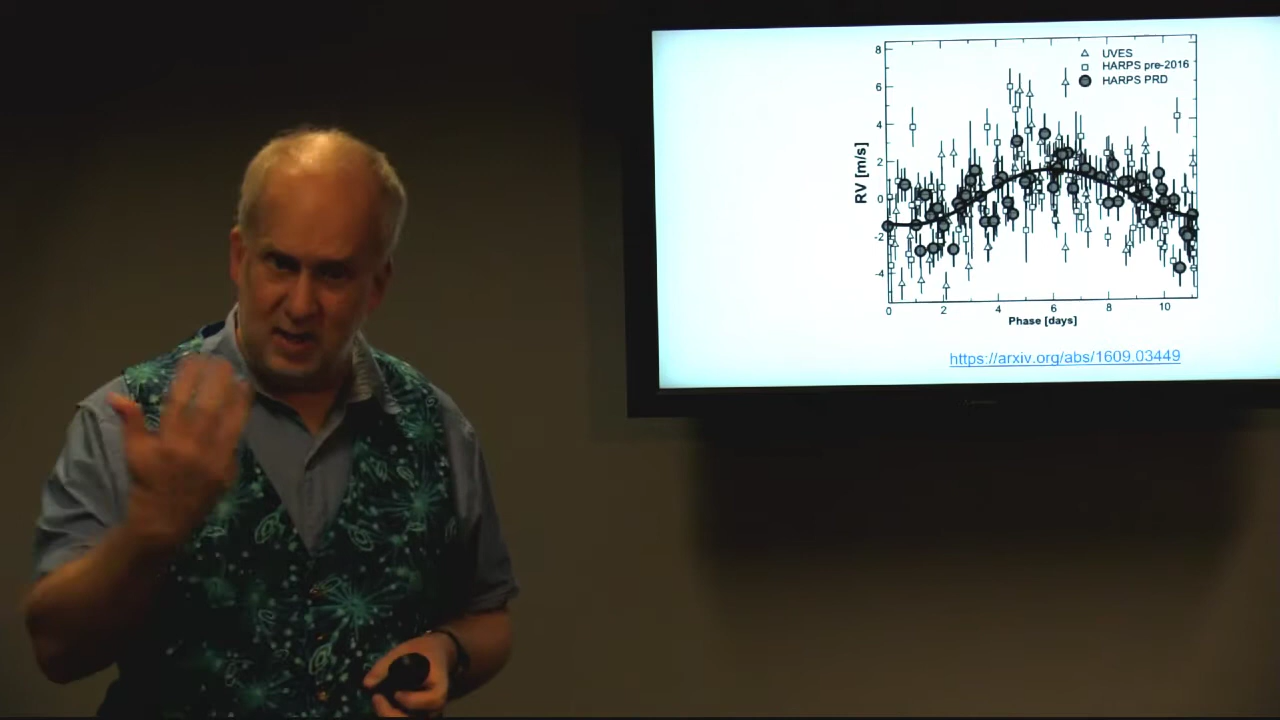 8
6
4
2
0
-2
-4
RV [m/s]
UVES
HARPS pre-2016
HARPS PRD
0 2 4 6 8 10
Phase [days]
https://arxiv.org/abs/1609.03449